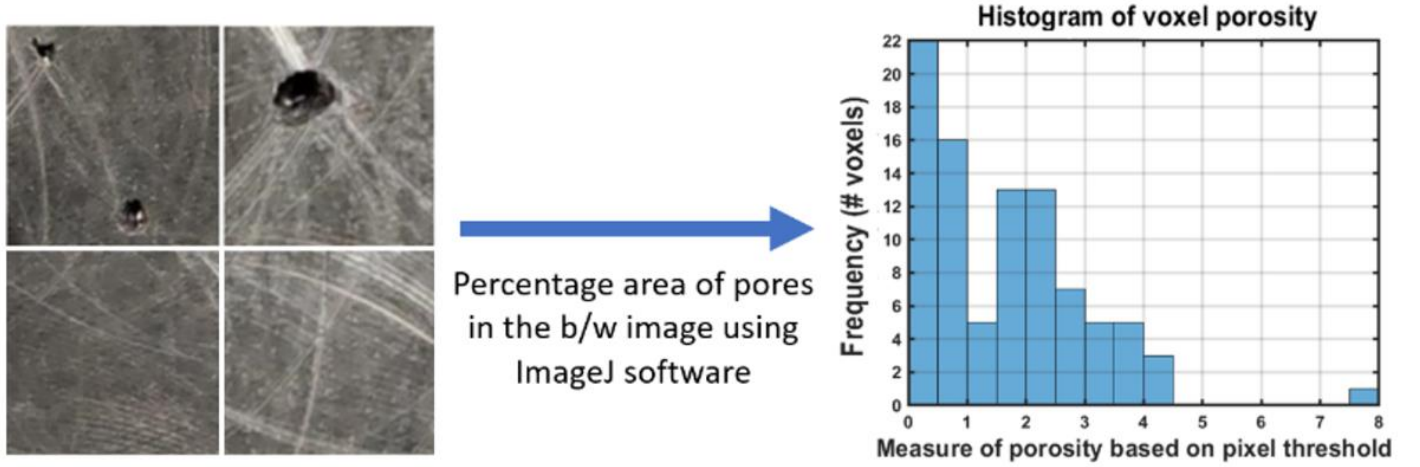 Percentage area of pores
in the b/w image using
ImageJ software
Histogram of voxel porosity
Frequency (# voxels)
22
20
18
16
14
12
10
8
6
4
2
0
0 1 2 3 4 5 6 7 8
Measure of porosity based on pixel threshold